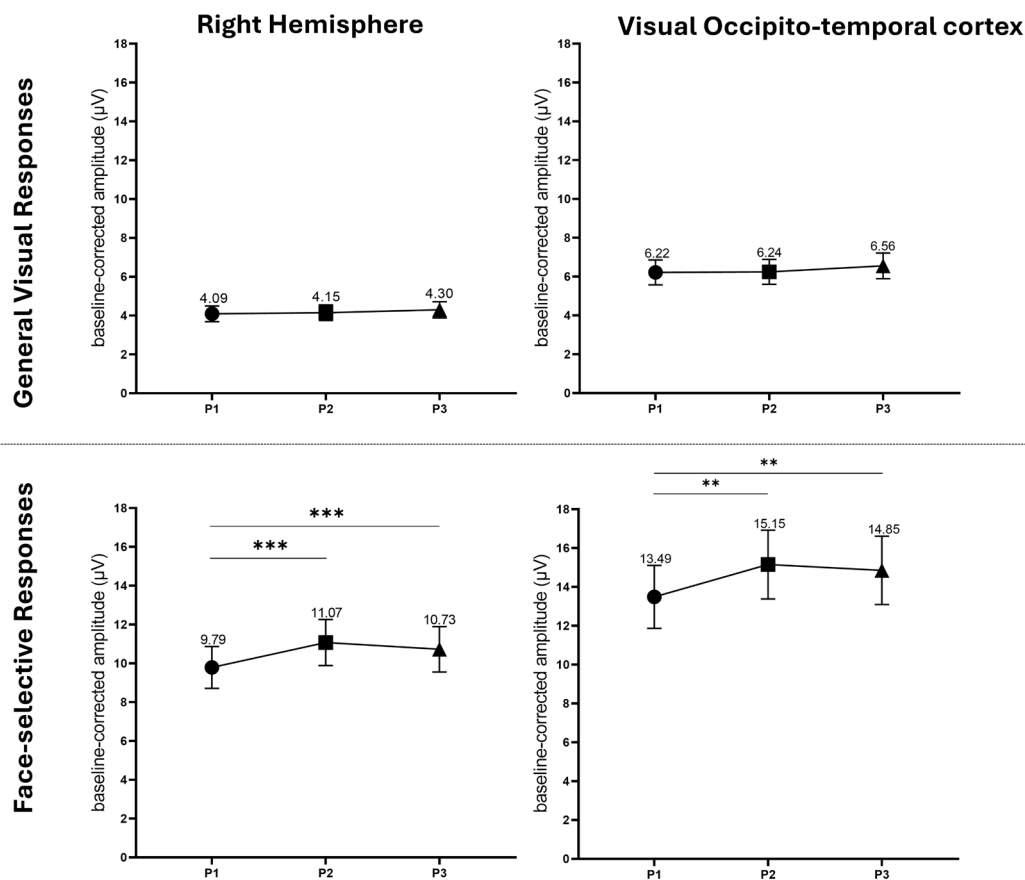 Right Hemisphere
Visual Occipito-temporal cortex
General Visual Responses
baseline-corrected amplitude (µV)
18
16
14
12
10
8
6
4
2
0
4.09
4.15
4.30
P1
P2
P3
baseline-corrected amplitude (µV)
18
16
14
12
10
8
6
4
2
0
6.22
6.24
6.56
P1
P2
P3
Face-selective Responses
baseline-corrected amplitude (µV)
18
16
14
12
10
8
6
4
2
0
***
***
9.79
11.07
10.73
P1
P2
P3
baseline-corrected amplitude (µV)
18
16
14
12
10
8
6
4
2
0
**
**
13.49
15.15
14.85
P1
P2
P3